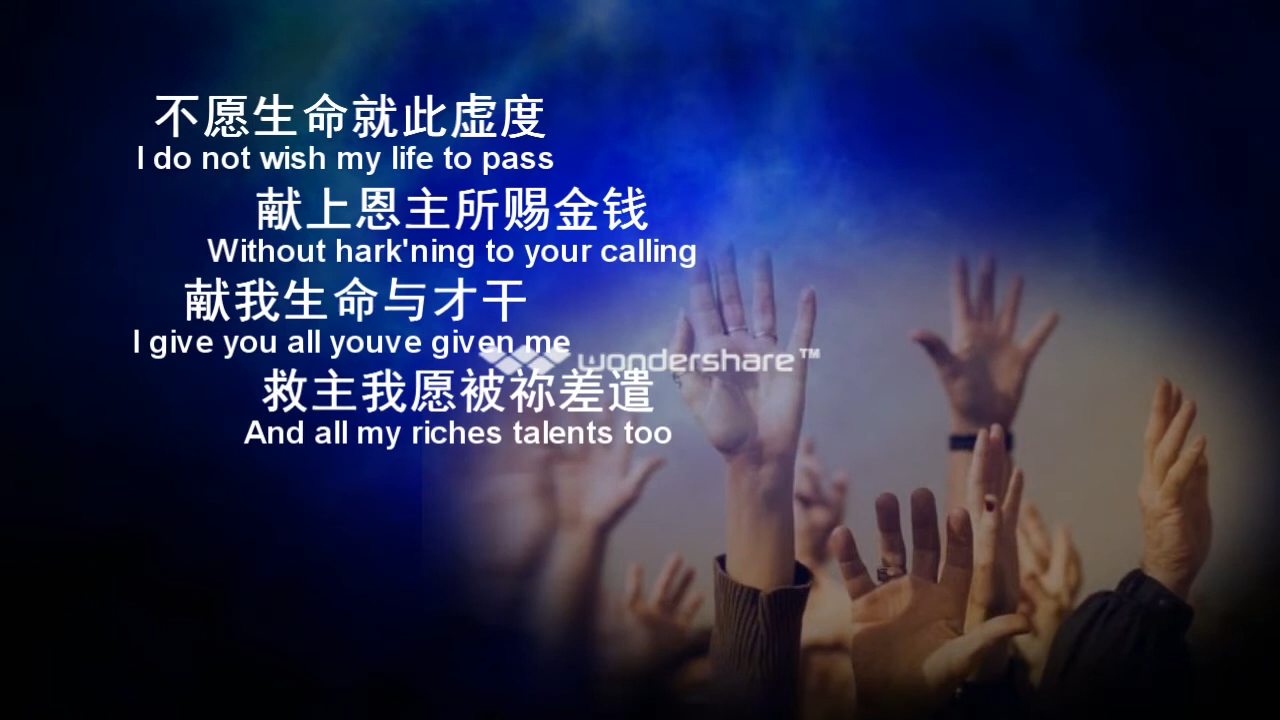 不愿生命就此虚度
I do not wish my life to pass
献上恩主所赐金钱
Without hark'ning to your calling
献我生命与才干
I give you all youve given me
wondershare™
救主我愿被祢差遣
And all my riches talents too